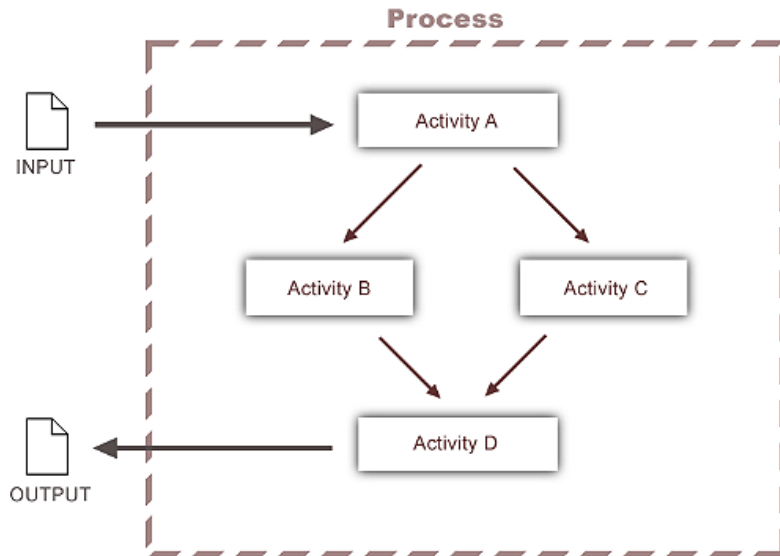 Process
Activity A
INPUT
Activity B
Activity C
Activity D
OUTPUT